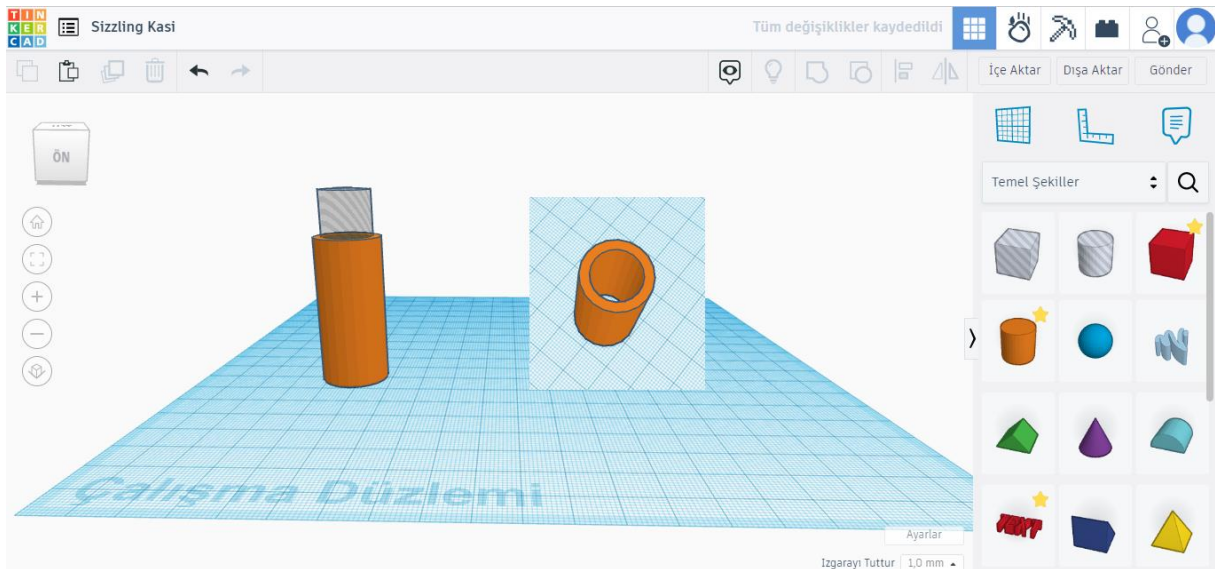 TIN
KER
CAD
Sizzling Kasi
Tüm değişiklikler kaydedildi
İçe Aktar
Dışa Aktar
Gönder
ÖN
Temel Şekiller
TEXT
Çalışma Düzlemi
Ayarlar
Izgarayı Tuttur 1,0 mm